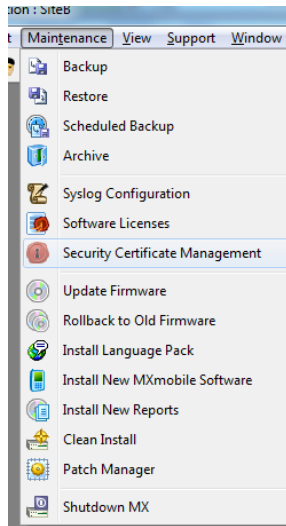 tion : SiteB
t Maintenance View Support Window
Backup
Restore
Scheduled Backup
Archive
Syslog Configuration
Software Licenses
Security Certificate Management
Update Firmware
Rollback to Old Firmware
Install Language Pack
Install New MXmobile Software
Install New Reports
Clean Install
Patch Manager
Shutdown MX